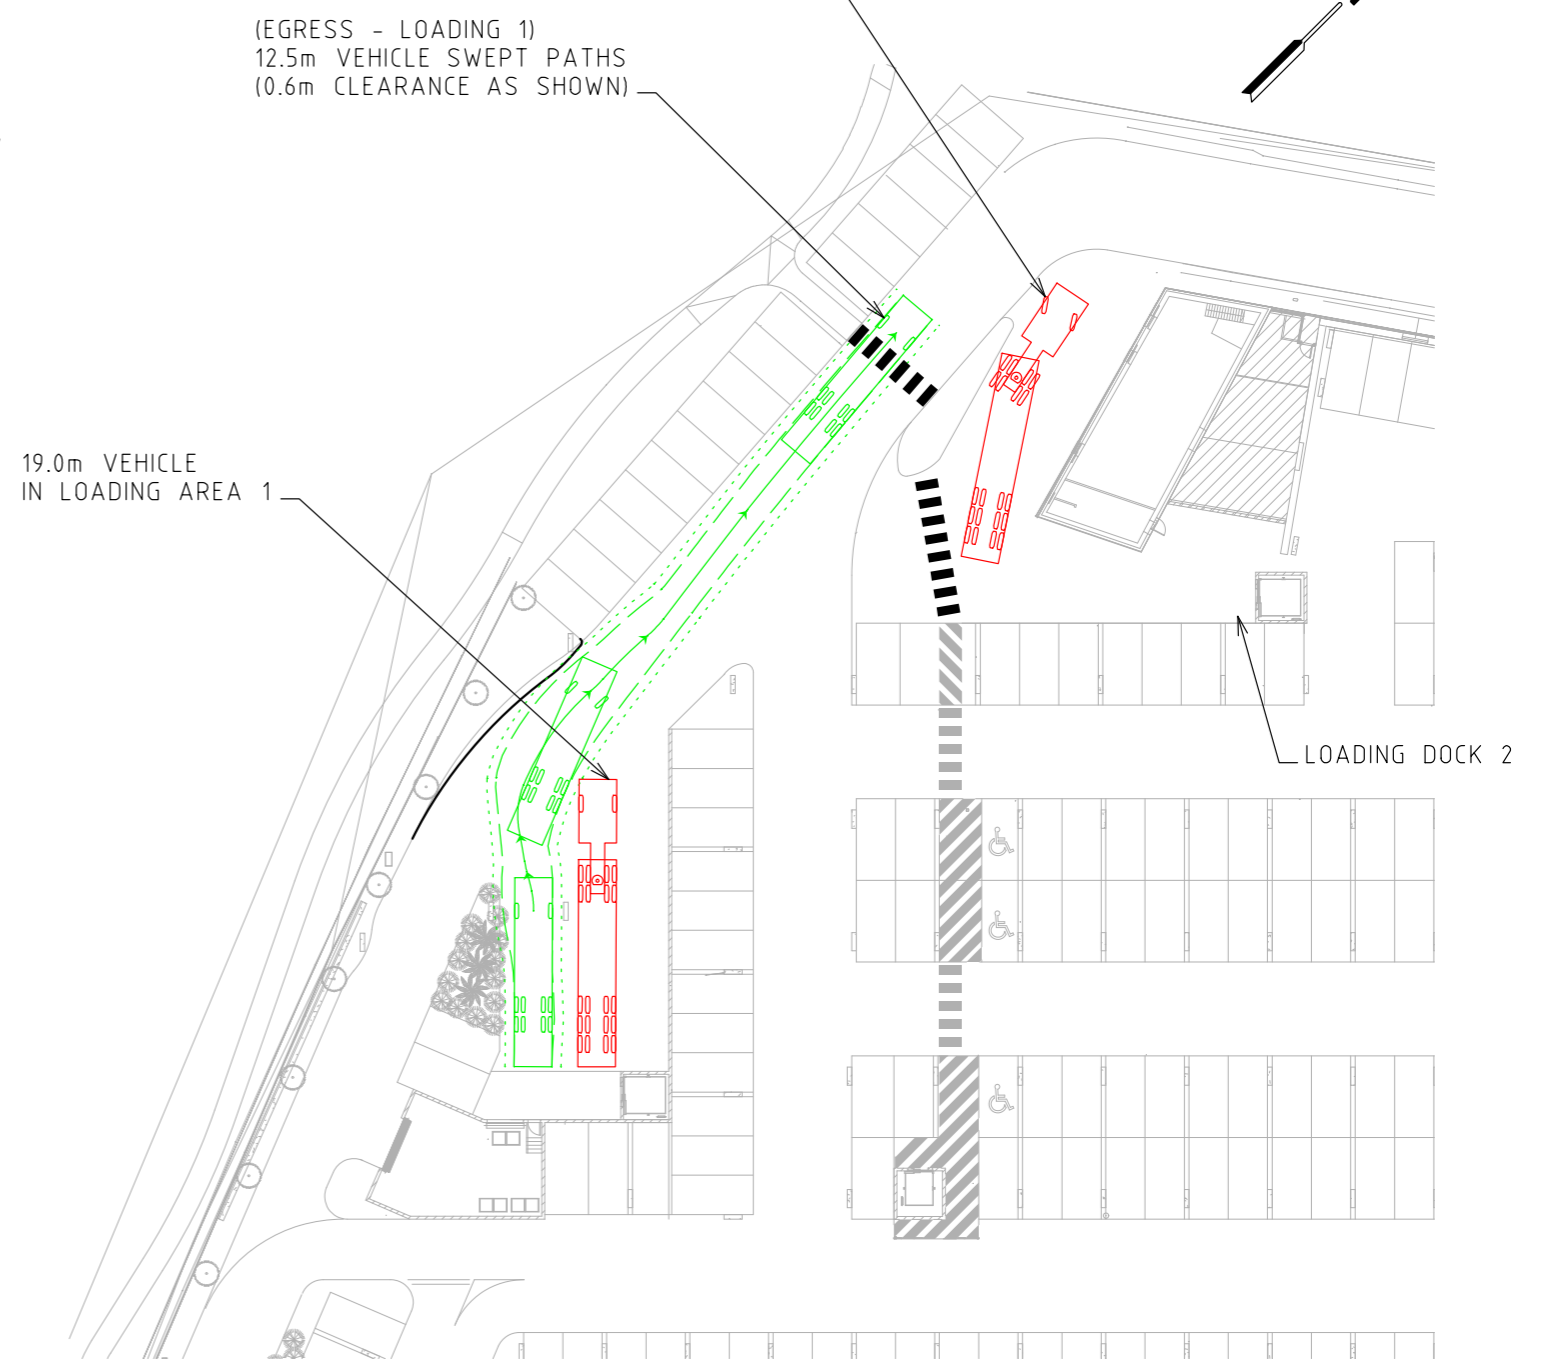 (EGRESS - LOADING 1)
12.5m VEHICLE SWEPT PATHS
(0.6m CLEARANCE AS SHOWN)
19.0m VEHICLE
IN LOADING AREA 1
LOADING DOCK 2